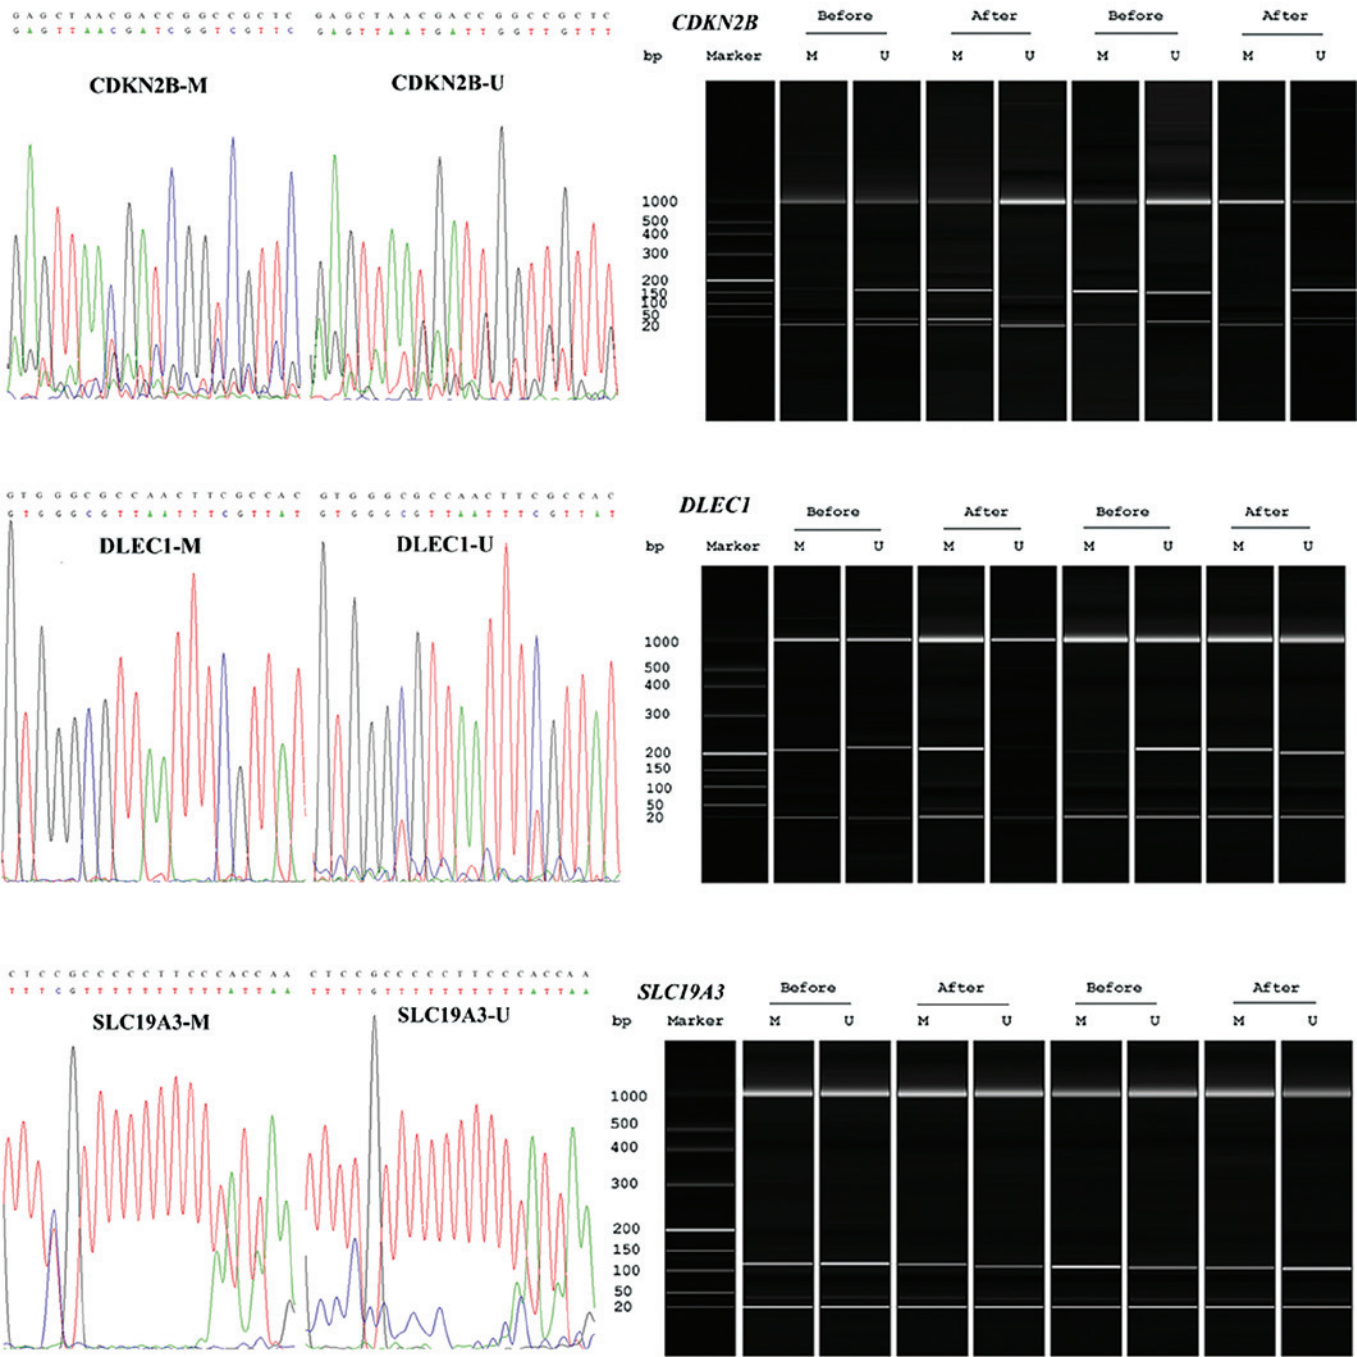 G A G C T A A C G A C C G G C C G C T C
G A G T T A A C G A T C G G T C G T T C
CDKN2B-M
G A G C T A A C G A C C G G C C G C T C
G A G T T A A T G A T T G G T T G T T T
CDKN2B-U
CDKN2B
Before After Before After
bp Marker M U M U M U M U
1000
500
400
300
200
150
100
50
20
G T G G G C G C C A A C T T C G C C A C
G T G G G C G T T A A T T T C G T T A T
DLEC1-M
G T G G G C G C C A A C T T C G C C A C
G T G G G C G T T A A T T T C G T T A T
DLEC1-U
DLEC1
Before After Before After
bp Marker M U M U M U M U
1000
500
400
300
200
150
100
50
20
C T C C G C C C C C T T C C C A C C A A
T T T C G T T T T T T T T T T A T T A A
SLC19A3-M
C T C C G C C C C C T T C C C A C C A A
T T T T G T T T T T T T T T T A T T A A
SLC19A3-U
SLC19A3
Before After Before After
bp Marker M U M U M U M U
1000
500
400
300
200
150
100
50
20